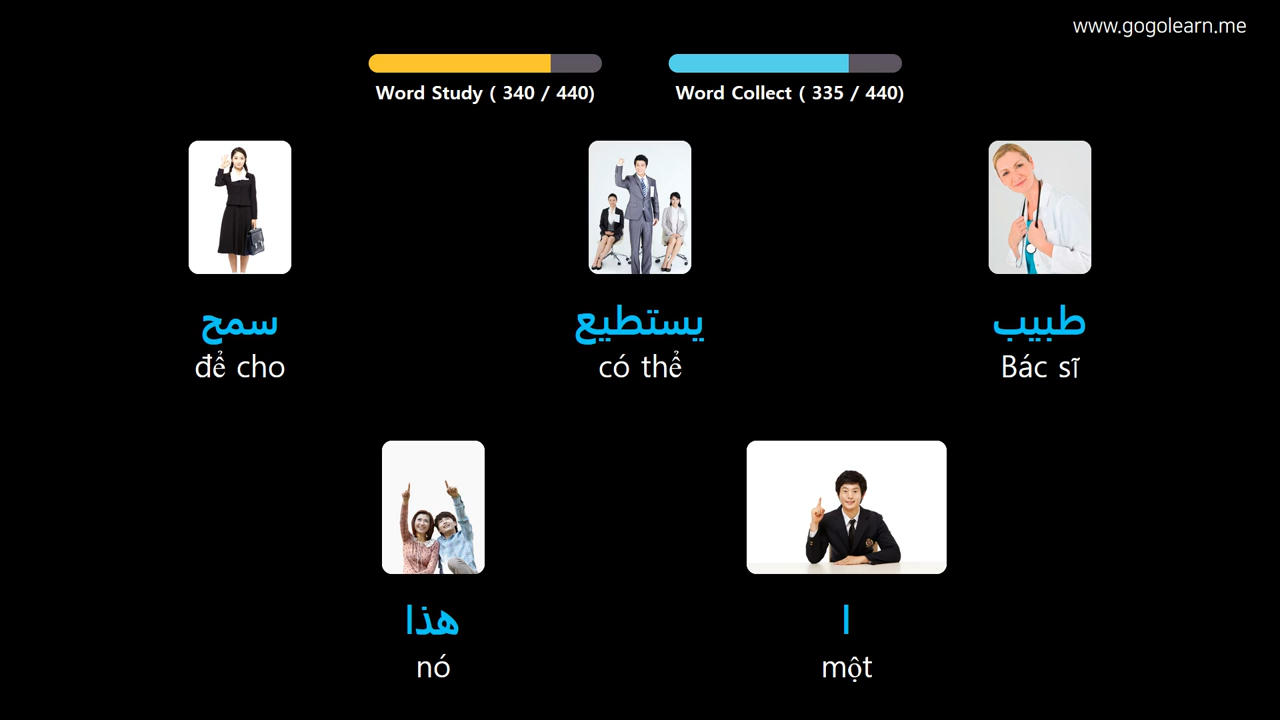 www.gogolearn.me
Word Study ( 340 / 440)
Word Collect ( 335 / 440)
سمح
để cho
يستطيع
có thể
طبيب
Bác sĩ
هذا
nó
ا
một